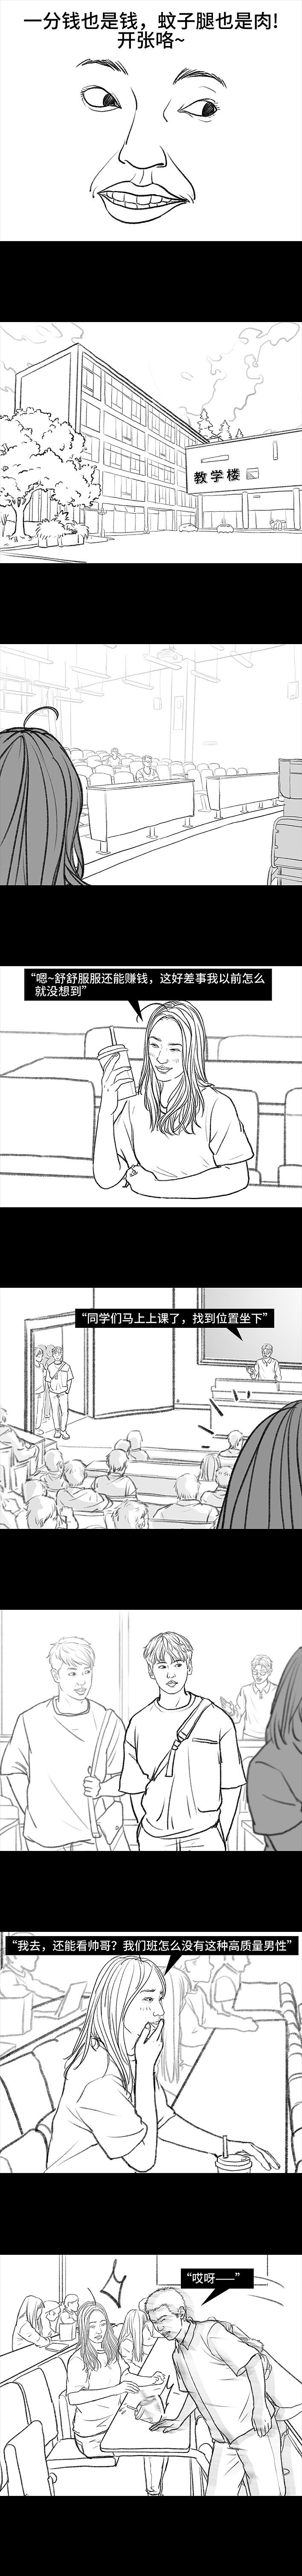 一分钱也是钱，蚊子腿也是肉!
开张咯~
教学楼
“嗯~舒舒服服还能赚钱，这好差事我以前怎么
就没想到”
“同学们马上上课了，找到位置坐下”
“我去，还能看帅哥？我们班怎么没有这种高质量男性”
“哎呀——”